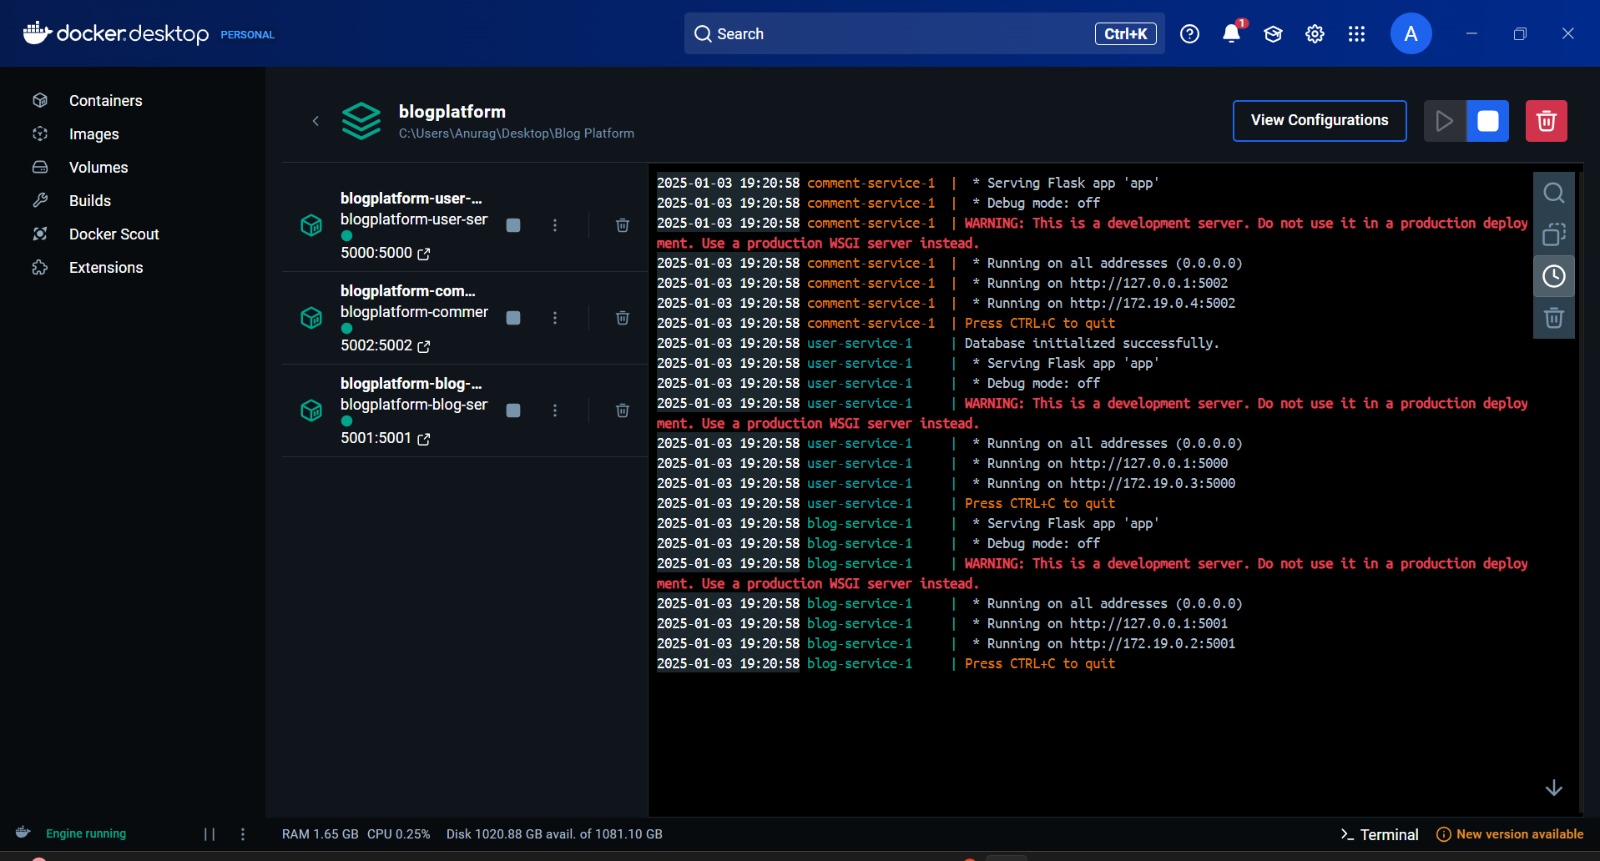 docker.desktop PERSONAL
Search
Ctrl+K
1
A
Containers
Images
Volumes
Builds
Docker Scout
Extensions
blogplatform
C:\Users\Anurag\Desktop\Blog Platform
View Configurations
blogplatform-user-...
blogplatform-user-ser
5000:5000
blogplatform-com...
blogplatform-commer
5002:5002
blogplatform-blog-...
blogplatform-blog-ser
5001:5001
2025-01-03 19:20:58 comment-service-1 | * Serving Flask app 'app'
2025-01-03 19:20:58 comment-service-1 | * Debug mode: off
2025-01-03 19:20:58 comment-service-1 | WARNING: This is a development server. Do not use it in a production deploy
ment. Use a production WSGI server instead.
2025-01-03 19:20:58 comment-service-1 | * Running on all addresses (0.0.0.0)
2025-01-03 19:20:58 comment-service-1 | * Running on http://127.0.0.1:5002
2025-01-03 19:20:58 comment-service-1 | * Running on http://172.19.0.4:5002
2025-01-03 19:20:58 comment-service-1 | Press CTRL+C to quit
2025-01-03 19:20:58 user-service-1 | Database initialized successfully.
2025-01-03 19:20:58 user-service-1 | * Serving Flask app 'app'
2025-01-03 19:20:58 user-service-1 | * Debug mode: off
2025-01-03 19:20:58 user-service-1 | WARNING: This is a development server. Do not use it in a production deploy
ment. Use a production WSGI server instead.
2025-01-03 19:20:58 user-service-1 | * Running on all addresses (0.0.0.0)
2025-01-03 19:20:58 user-service-1 | * Running on http://127.0.0.1:5000
2025-01-03 19:20:58 user-service-1 | * Running on http://172.19.0.3:5000
2025-01-03 19:20:58 user-service-1 | Press CTRL+C to quit
2025-01-03 19:20:58 blog-service-1 | * Serving Flask app 'app'
2025-01-03 19:20:58 blog-service-1 | * Debug mode: off
2025-01-03 19:20:58 blog-service-1 | WARNING: This is a development server. Do not use it in a production deploy
ment. Use a production WSGI server instead.
2025-01-03 19:20:58 blog-service-1 | * Running on all addresses (0.0.0.0)
2025-01-03 19:20:58 blog-service-1 | * Running on http://127.0.0.1:5001
2025-01-03 19:20:58 blog-service-1 | * Running on http://172.19.0.2:5001
2025-01-03 19:20:58 blog-service-1 | Press CTRL+C to quit
Engine running
RAM 1.65 GB CPU 0.25% Disk 1020.88 GB avail. of 1081.10 GB
Terminal
New version available